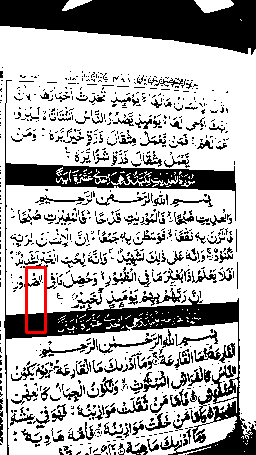 وَقَالَ الْإِنْسَانُ مَا لَهَا يَوْمَئِذٍ تُحَدِّثُ أَخْبَارَهَا بِأَنَّ
رَبَّكَ أَوْحَى لَهَا يَوْمَئِذٍ يَصْدُرُ النَّاسُ أَشْتَاتًا لِيُرَوْا
أَعْمَالَهُمْ فَمَنْ يَعْمَلْ مِثْقَالَ ذَرَّةٍ خَيْرًا يَرَهُ وَمَنْ
يَعْمَلْ مِثْقَالَ ذَرَّةٍ شَرًّا يَرَهُ
بِسْمِ اللَّهِ الرَّحْمَٰنِ الرَّحِيمِ
وَالْعَادِيَاتِ ضَبْحًا فَالْمُورِيَاتِ قَدْحًا فَالْمُغِيرَاتِ صُبْحًا
فَأَثَرْنَ بِهِ نَقْعًا فَوَسَطْنَ بِهِ جَمْعًا إِنَّ الْإِنْسَانَ لِرَبِّهِ
لَكَنُودٌ وَإِنَّهُ عَلَى ذَٰلِكَ لَشَهِيدٌ وَإِنَّهُ لِحُبِّ الْخَيْرِ لَشَدِيدٌ
أَفَلَا يَعْلَمُ إِذَا بُعْثِرَ مَا فِي الْقُبُورِ وَحُصِّلَ مَا فِي الصُّدُورِ
إِنَّ رَبَّهُمْ بِهِمْ يَوْمَئِذٍ لَخَبِيرٌ
بِسْمِ اللَّهِ الرَّحْمَٰنِ الرَّحِيمِ
الْقَارِعَةُ مَا الْقَارِعَةُ وَمَا أَدْرَاكَ مَا الْقَارِعَةُ يَوْمَ يَكُونُ
النَّاسُ كَالْفَرَاشِ الْمَبْثُوثِ وَتَكُونُ الْجِبَالُ كَالْعِهْنِ
الْمَنْفُوشِ فَأَمَّا مَنْ ثَقُلَتْ مَوَازِينُهُ فَهُوَ فِي عِيشَةٍ
رَاضِيَةٍ وَأَمَّا مَنْ خَفَّتْ مَوَازِينُهُ فَأُمُّهُ هَاوِيَةٌ
وَمَا أَدْرَاكَ مَا هِيَهْ